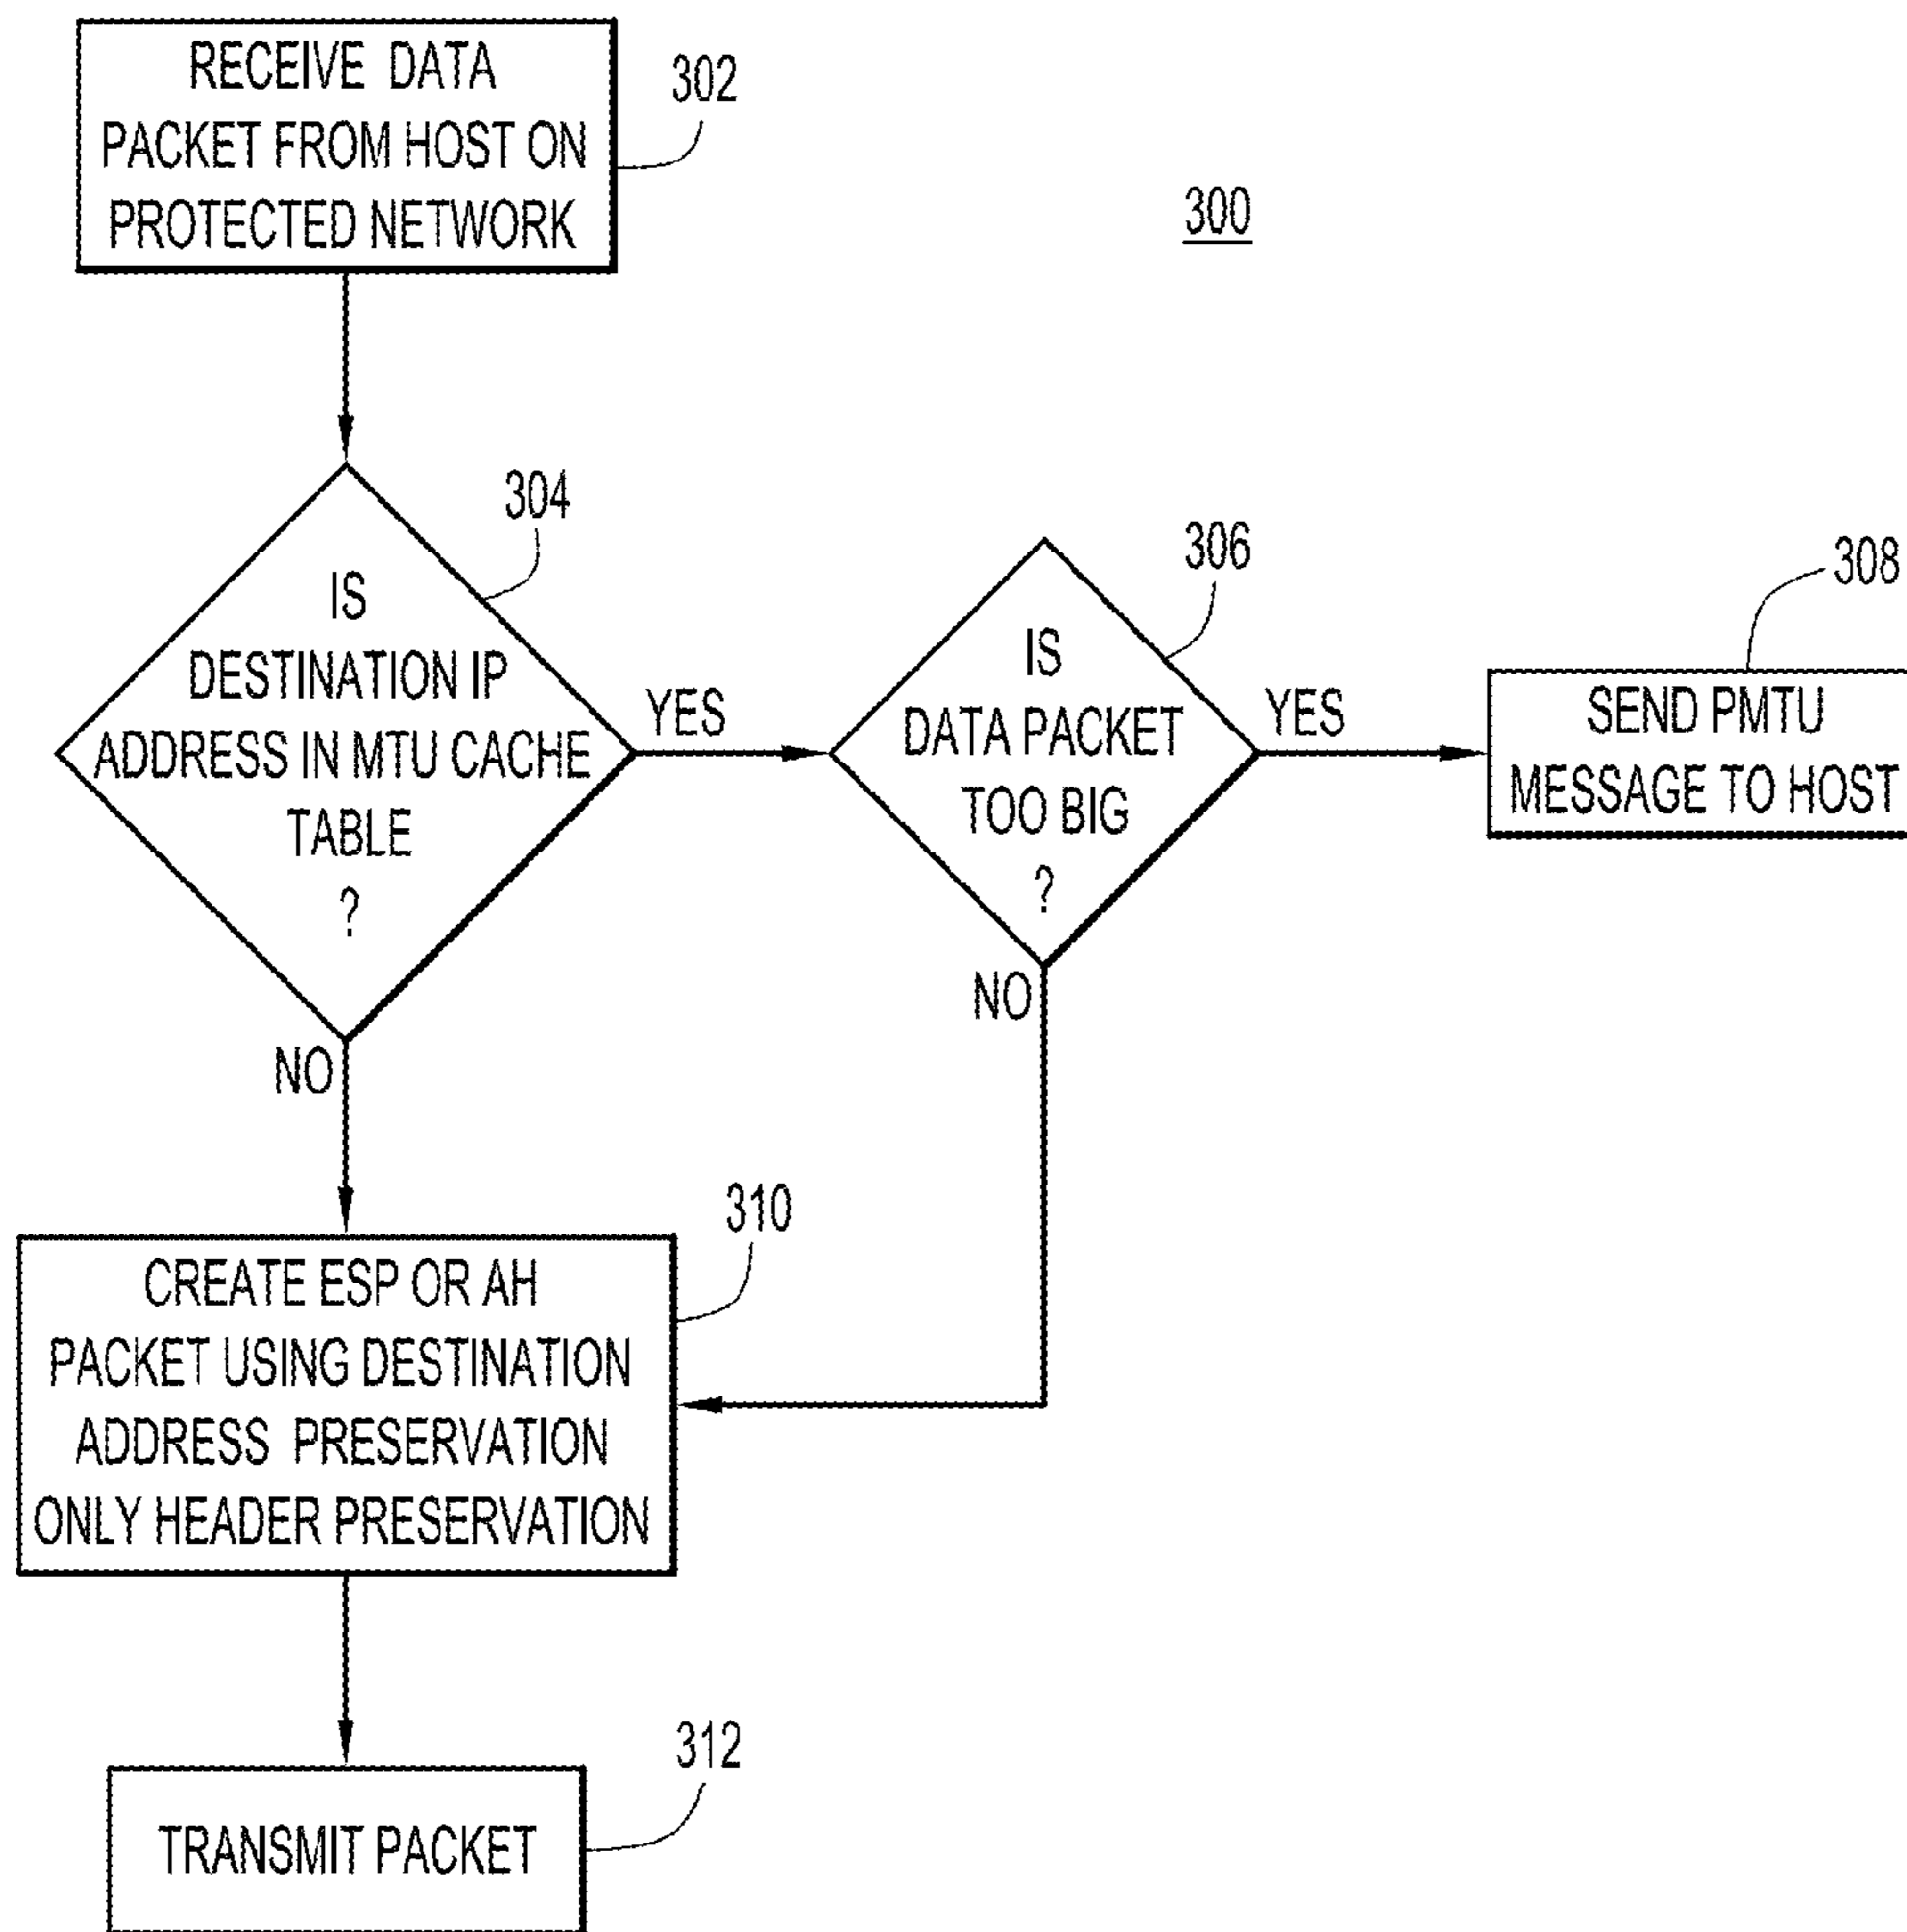 RECEIVE DATA
PACKET FROM HOST ON
PROTECTED NETWORK
302
300
304
IS
DESTINATION IP
ADDRESS IN MTU CACHE
TABLE
?
YES
NO
306
IS
DATA PACKET
TOO BIG
?
YES
NO
308
SEND PMTU
MESSAGE TO HOST
310
CREATE ESP OR AH
PACKET USING DESTINATION
ADDRESS PRESERVATION
ONLY HEADER PRESERVATION
312
TRANSMIT PACKET